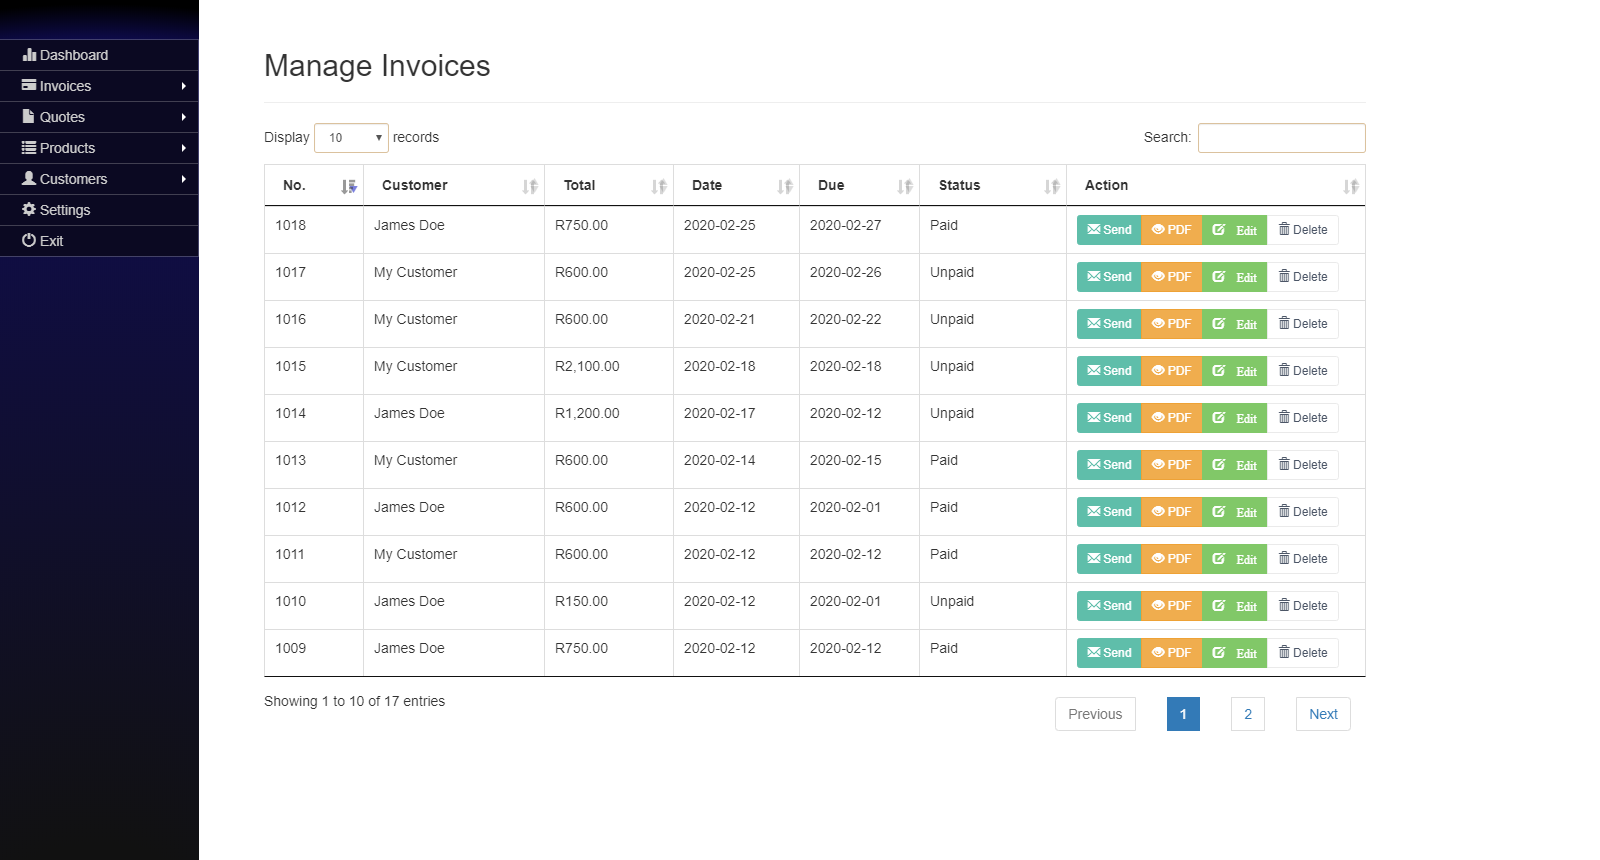 Dashboard
Invoices
Quotes
Products
Customers
Settings
Exit
Manage Invoices
Display 10 records Search:
No. Customer Total Date Due Status Action
1018 James Doe R750.00 2020-02-25 2020-02-27 Paid Send PDF Edit Delete
1017 My Customer R600.00 2020-02-25 2020-02-26 Unpaid Send PDF Edit Delete
1016 My Customer R600.00 2020-02-21 2020-02-22 Unpaid Send PDF Edit Delete
1015 My Customer R2,100.00 2020-02-18 2020-02-18 Unpaid Send PDF Edit Delete
1014 James Doe R1,200.00 2020-02-17 2020-02-12 Unpaid Send PDF Edit Delete
1013 My Customer R600.00 2020-02-14 2020-02-15 Paid Send PDF Edit Delete
1012 James Doe R600.00 2020-02-12 2020-02-01 Paid Send PDF Edit Delete
1011 My Customer R600.00 2020-02-12 2020-02-12 Paid Send PDF Edit Delete
1010 James Doe R150.00 2020-02-12 2020-02-01 Unpaid Send PDF Edit Delete
1009 James Doe R750.00 2020-02-12 2020-02-12 Paid Send PDF Edit Delete
Showing 1 to 10 of 17 entries
Previous 1 2 Next